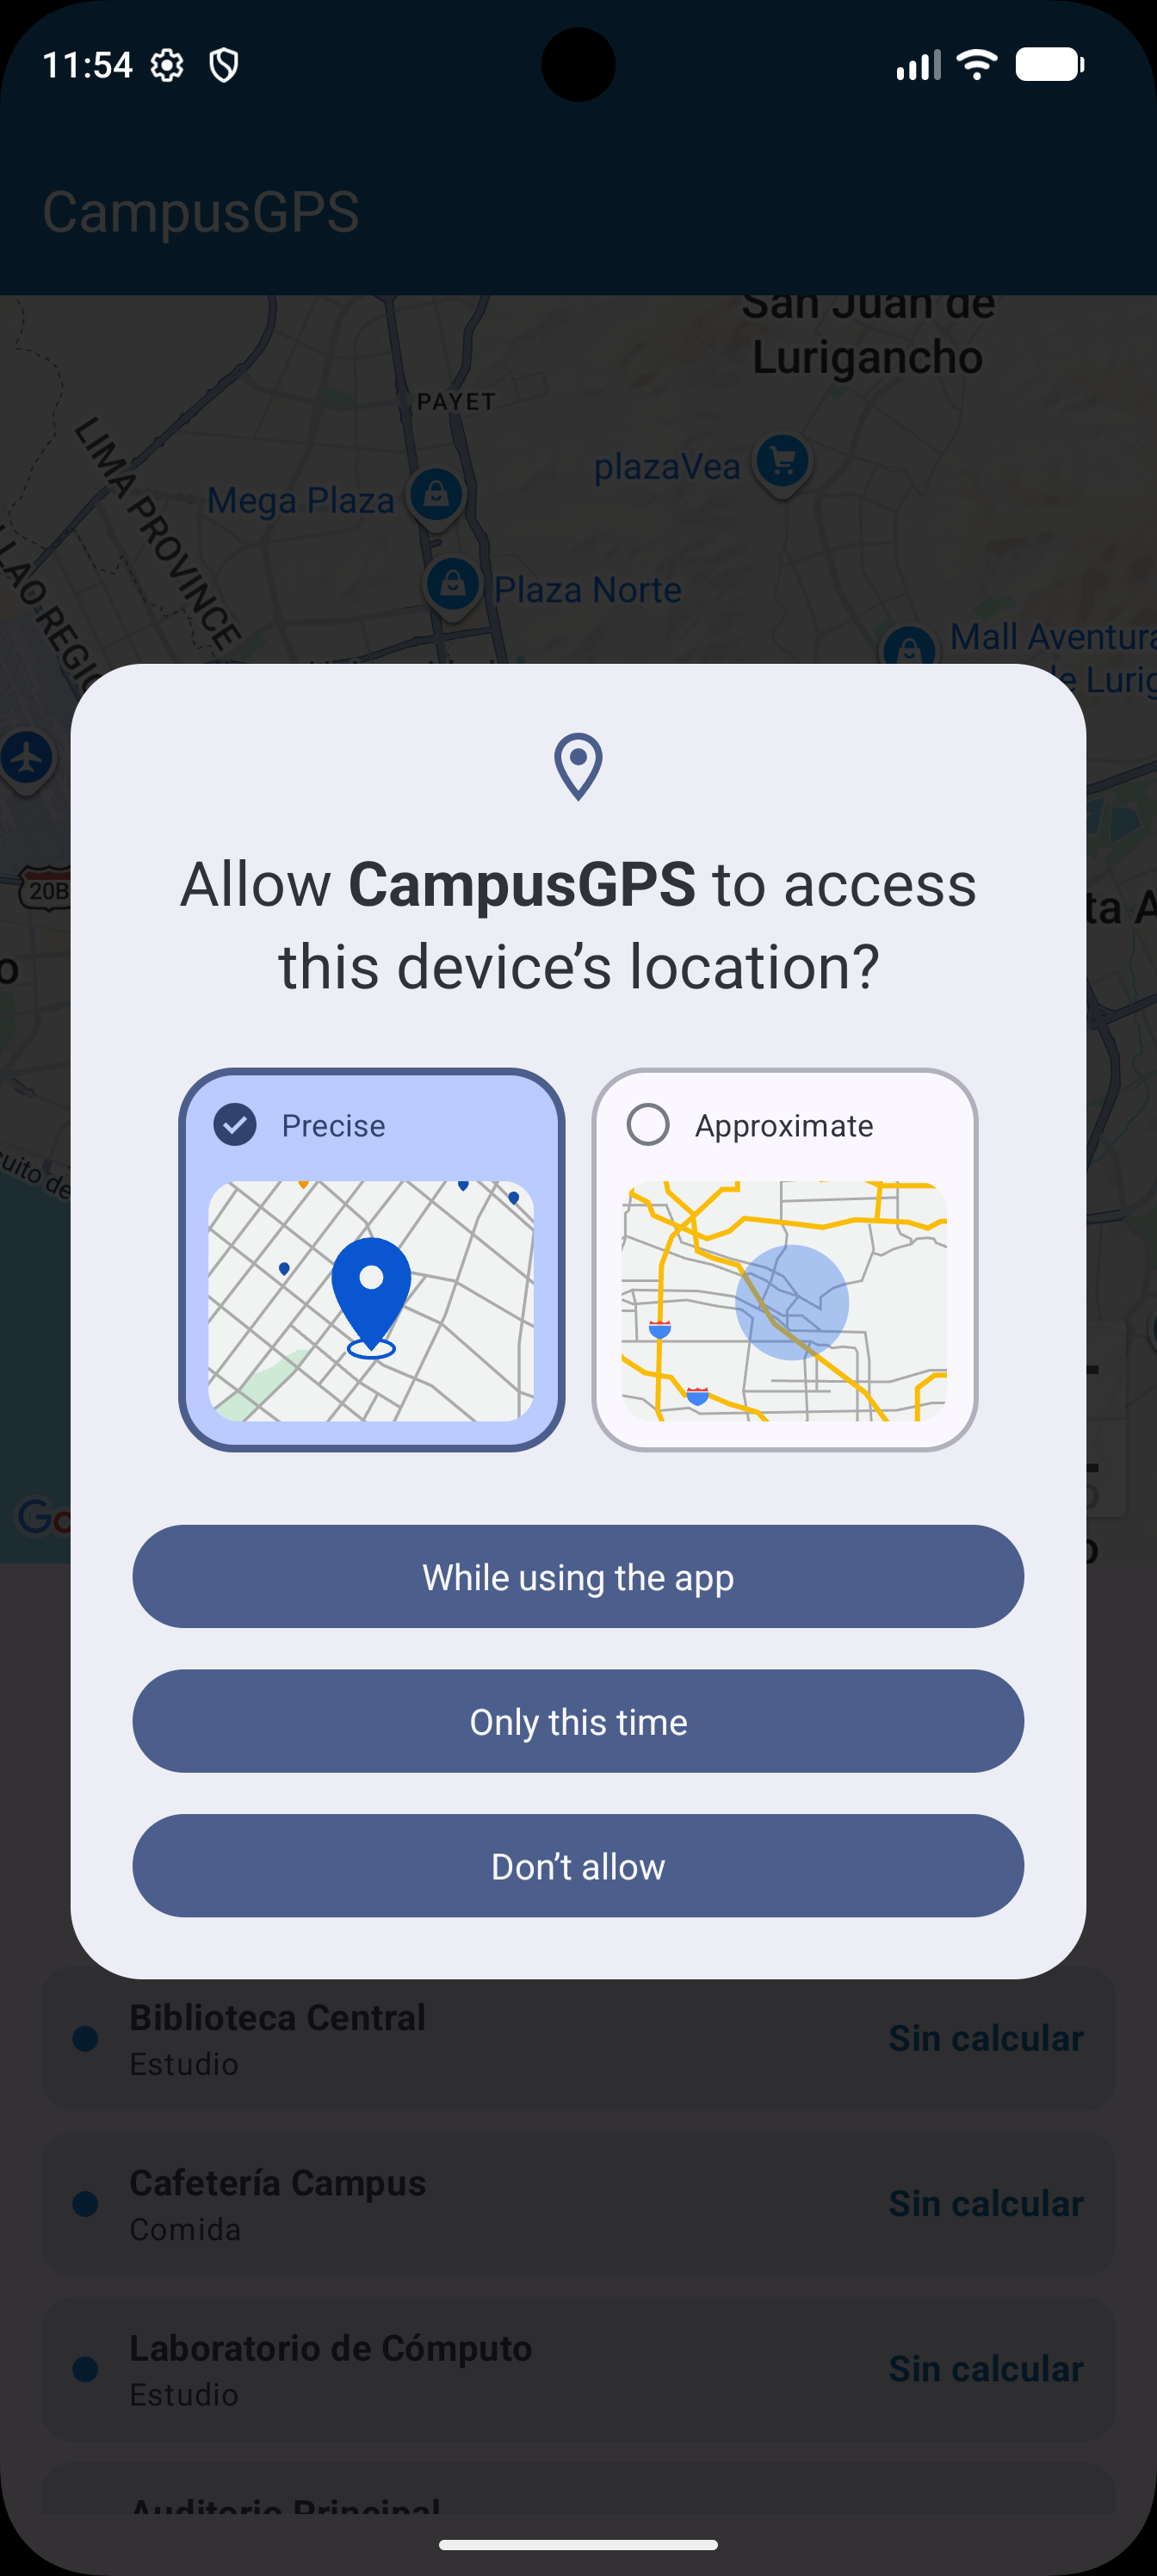 11:54
CampusGPS
San Juan de
Lurigancho
PAYET
plazaVea
Mega Plaza
LIMA PROVINCE
Plaza Norte
Mall Aventura
Allow CampusGPS to access
this device’s location?
20B
Precise
Approximate
While using the app
Only this time
Don’t allow
Biblioteca Central
Estudio
Sin calcular
Cafetería Campus
Comida
Sin calcular
Laboratorio de Cómputo
Estudio
Sin calcular
Auditorio Principal